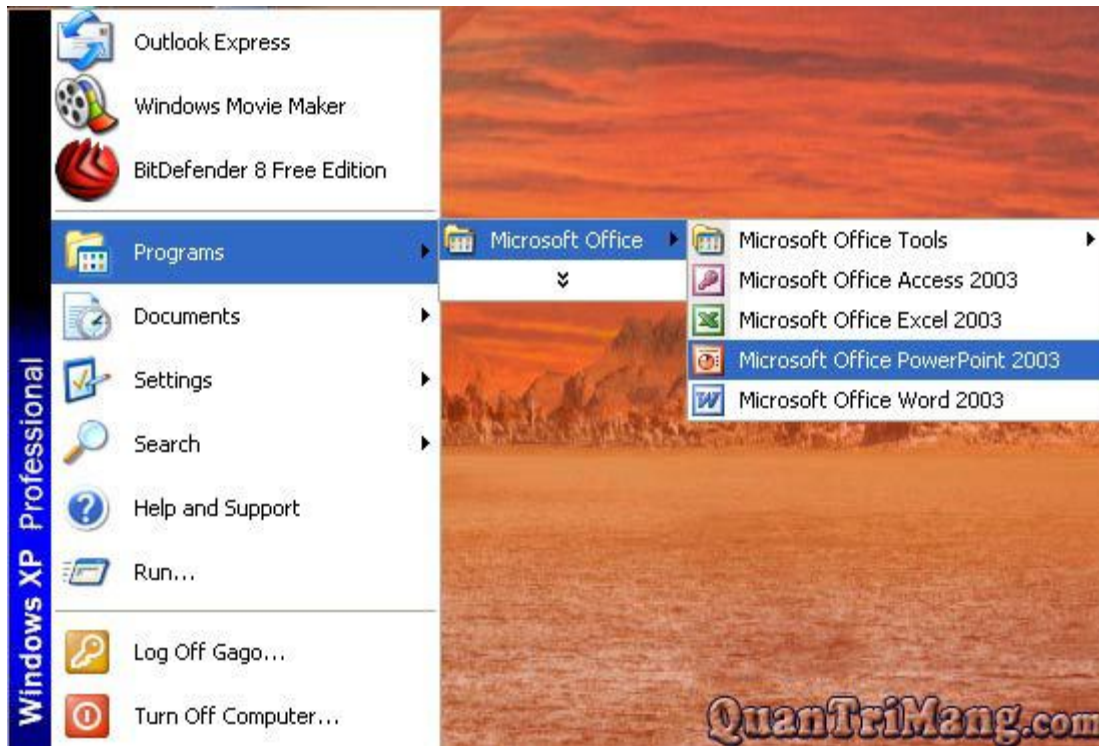 Outlook Express
Windows Movie Maker
BitDefender 8 Free Edition
Programs
Documents
Settings
Search
Help and Support
Run...
Log Off Gago...
Turn Off Computer...
Windows XP Professional
Microsoft Office
Microsoft Office Tools
Microsoft Office Access 2003
Microsoft Office Excel 2003
Microsoft Office PowerPoint 2003
Microsoft Office Word 2003
QuanTriMang.com